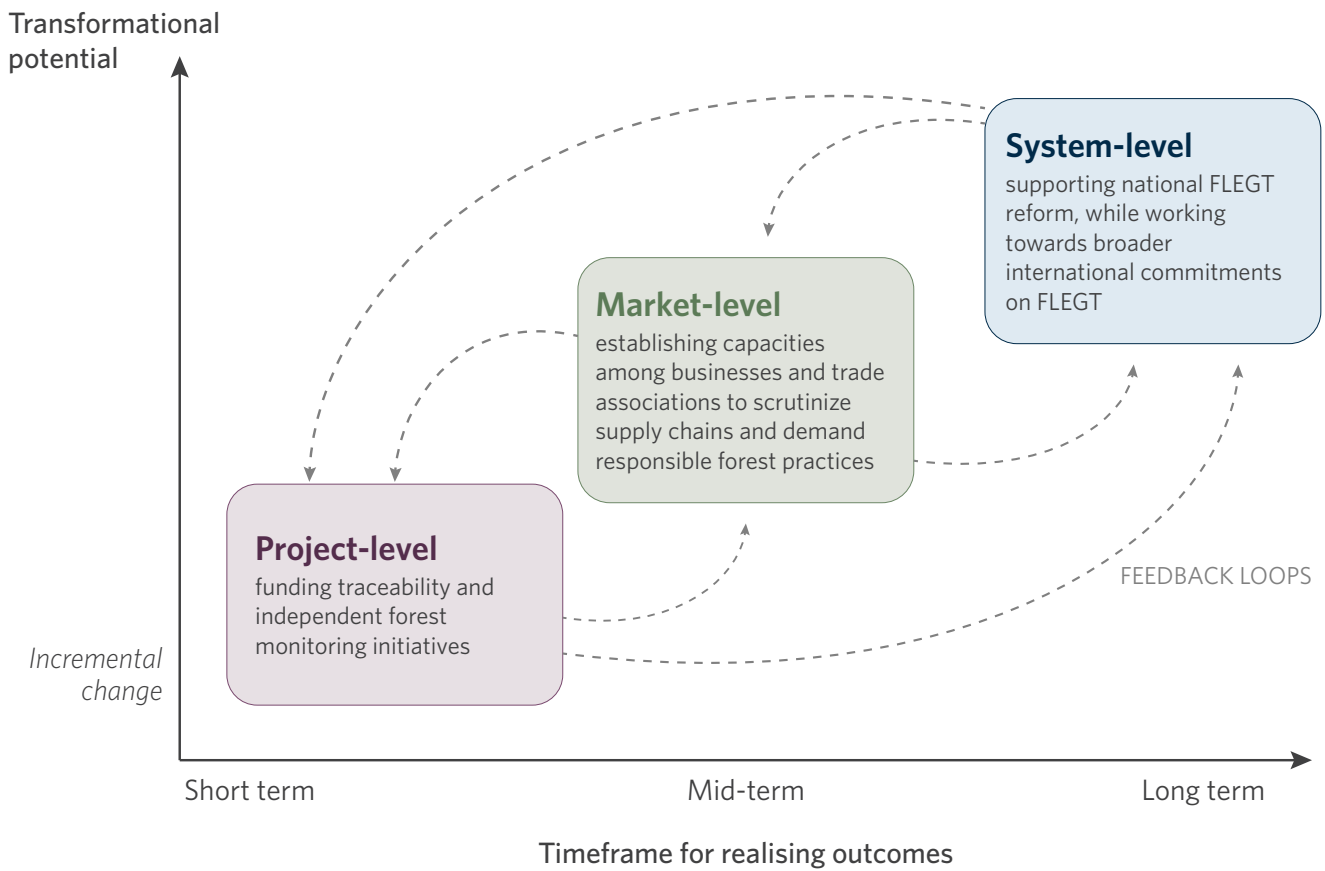 Transformational
potential
System-level
supporting national FLEGT
reform, while working
towards broader
international commitments
on FLEGT
Market-level
establishing capacities
among businesses and trade
associations to scrutinize
supply chains and demand
responsible forest practices
Project-level
funding traceability and
independent forest
monitoring initiatives
FEEDBACK LOOPS
Incremental
change
Short term
Mid-term
Long term
Timeframe for realising outcomes